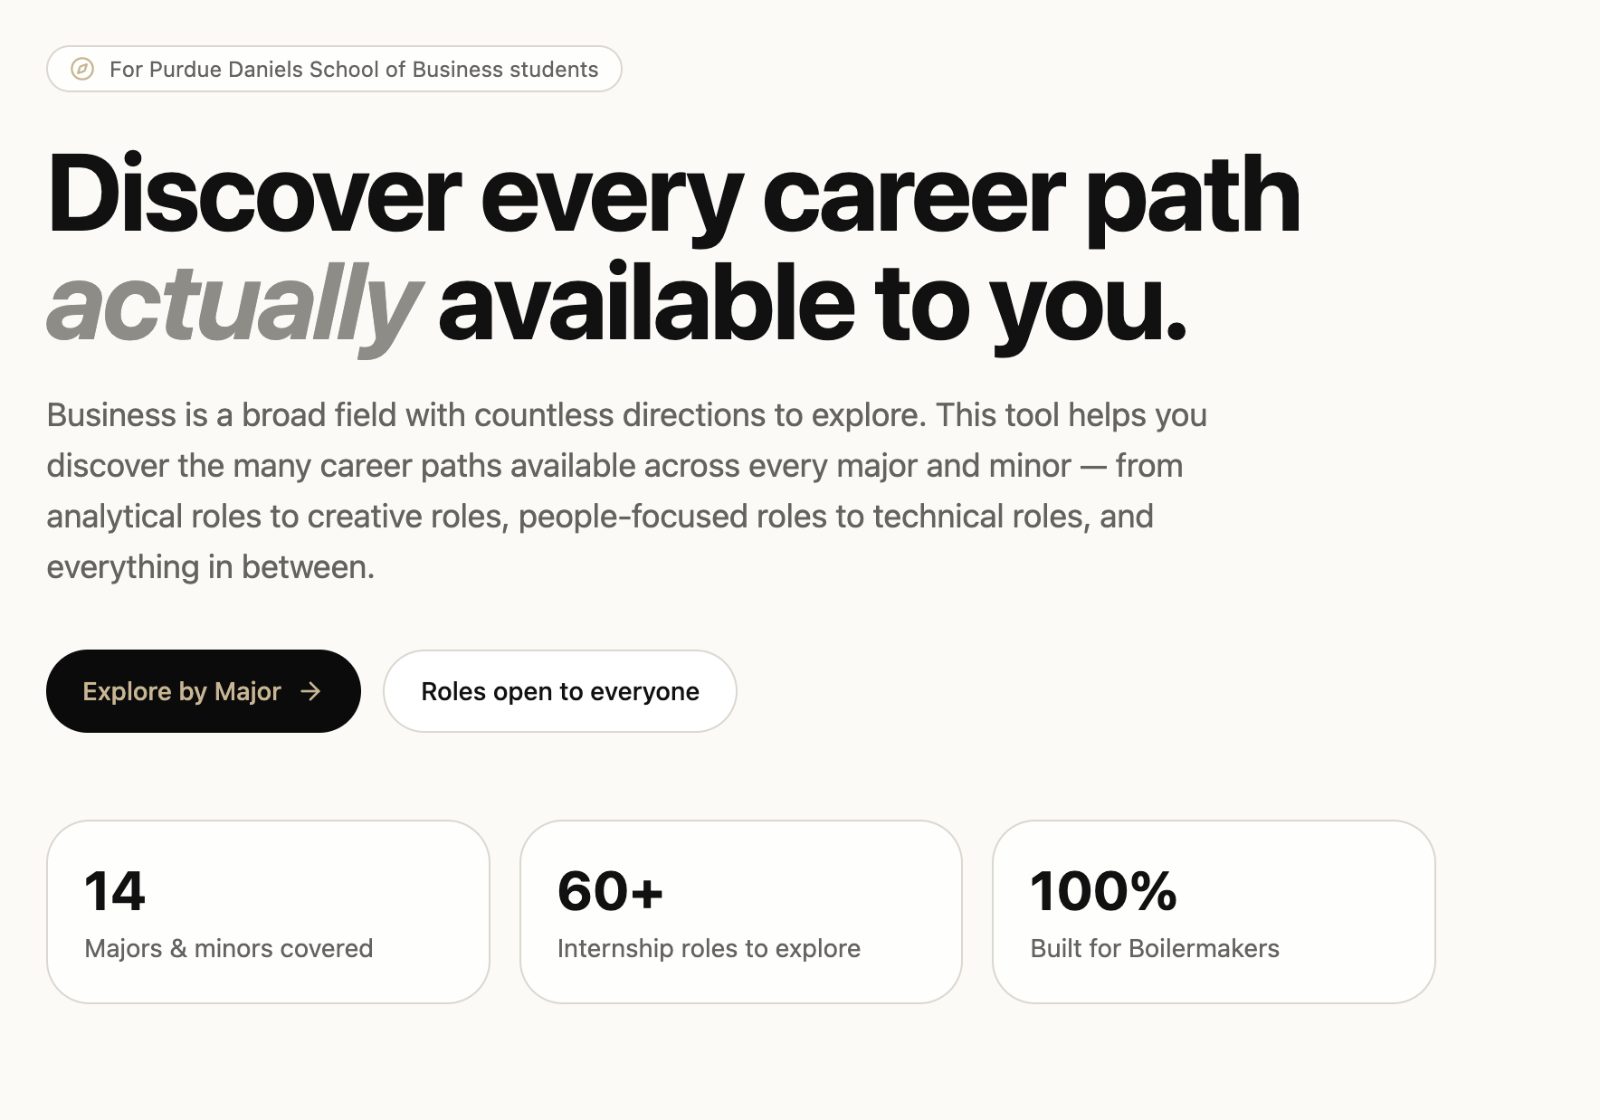 For Purdue Daniels School of Business students
Discover every career path
actually available to you.
Business is a broad field with countless directions to explore. This tool helps you
discover the many career paths available across every major and minor — from
analytical roles to creative roles, people-focused roles to technical roles, and
everything in between.
Explore by Major →
Roles open to everyone
14
Majors & minors covered
60+
Internship roles to explore
100%
Built for Boilermakers